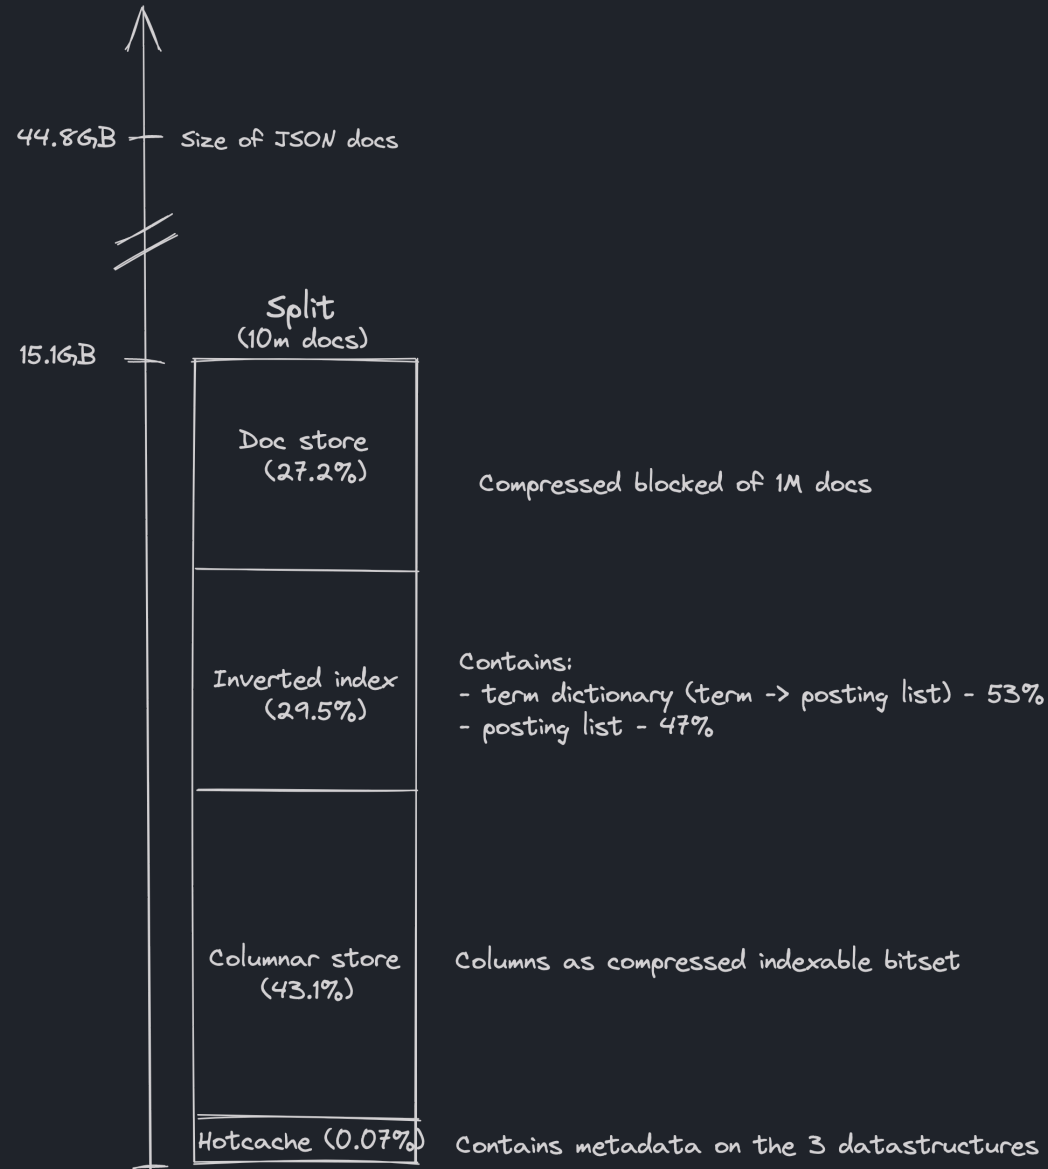 44.8GB
Size of JSON docs
Split
(10m docs)
15.1GB
Doc store
(27.2%)
Compressed blocked of 1M docs
Inverted index
(29.5%)
Contains:
- term dictionary (term -> posting list) - 53%
- posting list - 47%
Columnar store
(43.1%)
Columns as compressed indexable bitset
Hotcache (0.07%)
Contains metadata on the 3 datastructures